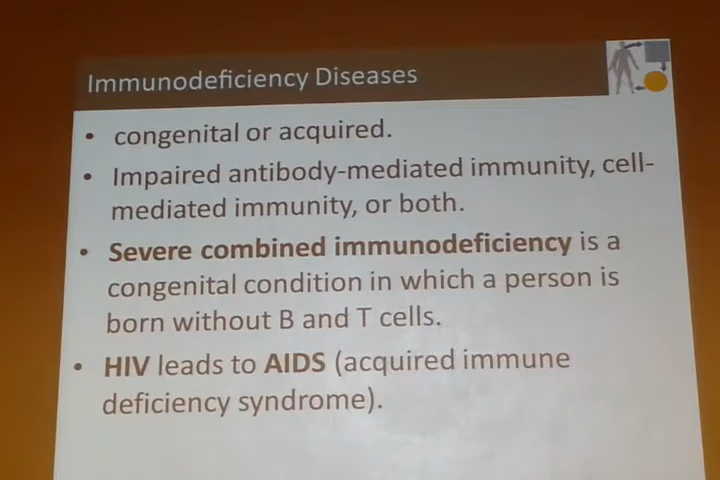 Immunodeficiency Diseases
• congenital or acquired.
• Impaired antibody-mediated immunity, cell-
mediated immunity, or both.
• Severe combined immunodeficiency is a
congenital condition in which a person is
born without B and T cells.
• HIV leads to AIDS (acquired immune
deficiency syndrome).